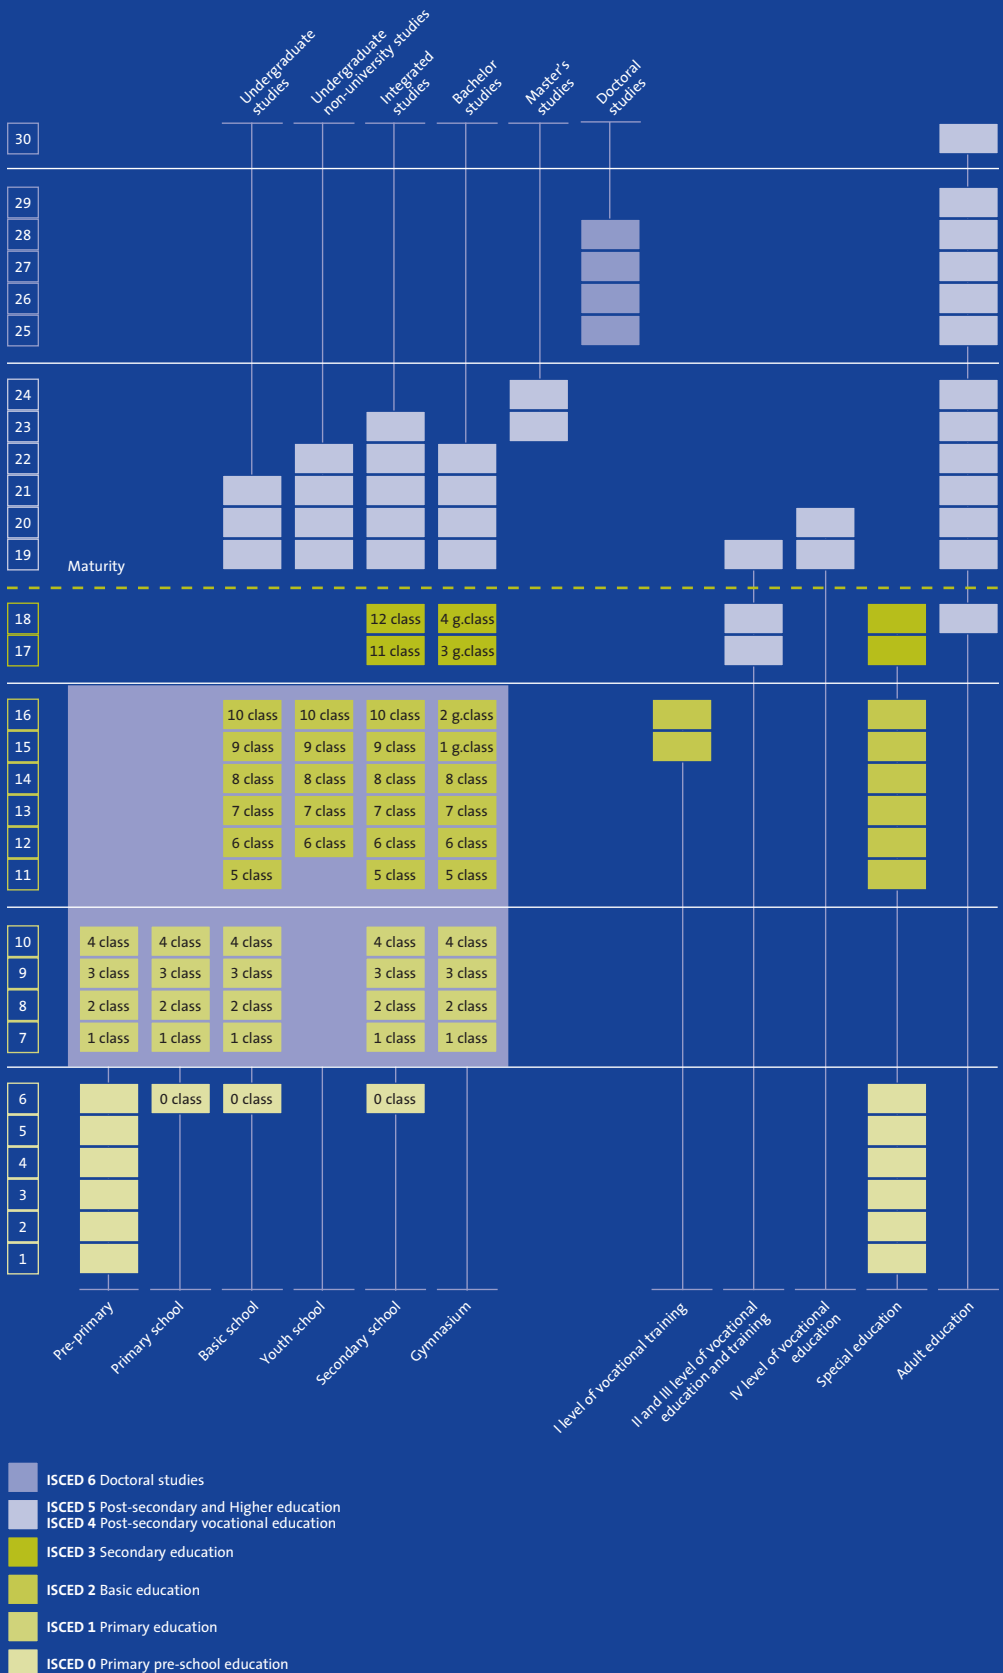 Undergraduate
studies
Undergraduate
non-university studies
Integrated
studies
Bachelor
studies
Master's
studies
Doctoral
studies
30
29
28
27
26
25
24
23
22
21
20
19
Maturity
18 12 class 4 g.class
17 11 class 3 g.class
16 10 class 10 class 10 class 2 g.class
15 9 class 9 class 9 class 1 g.class
14 8 class 8 class 8 class 8 class
13 7 class 7 class 7 class 7 class
12 6 class 6 class 6 class 6 class
11 5 class 5 class 5 class
10 4 class 4 class 4 class 4 class 4 class
9 3 class 3 class 3 class 3 class 3 class
8 2 class 2 class 2 class 2 class 2 class
7 1 class 1 class 1 class 1 class 1 class
6 0 class 0 class 0 class
5
4
3
2
1
Pre-primary
Primary school
Basic school
Youth school
Secondary school
Gymnasium
I level of vocational training
II and III level of vocational
education and training
IV level of vocational
education
Special education
Adult education
ISCED 6 Doctoral studies
ISCED 5 Post-secondary and Higher education
ISCED 4 Post-secondary vocational education
ISCED 3 Secondary education
ISCED 2 Basic education
ISCED 1 Primary education
ISCED 0 Primary pre-school education